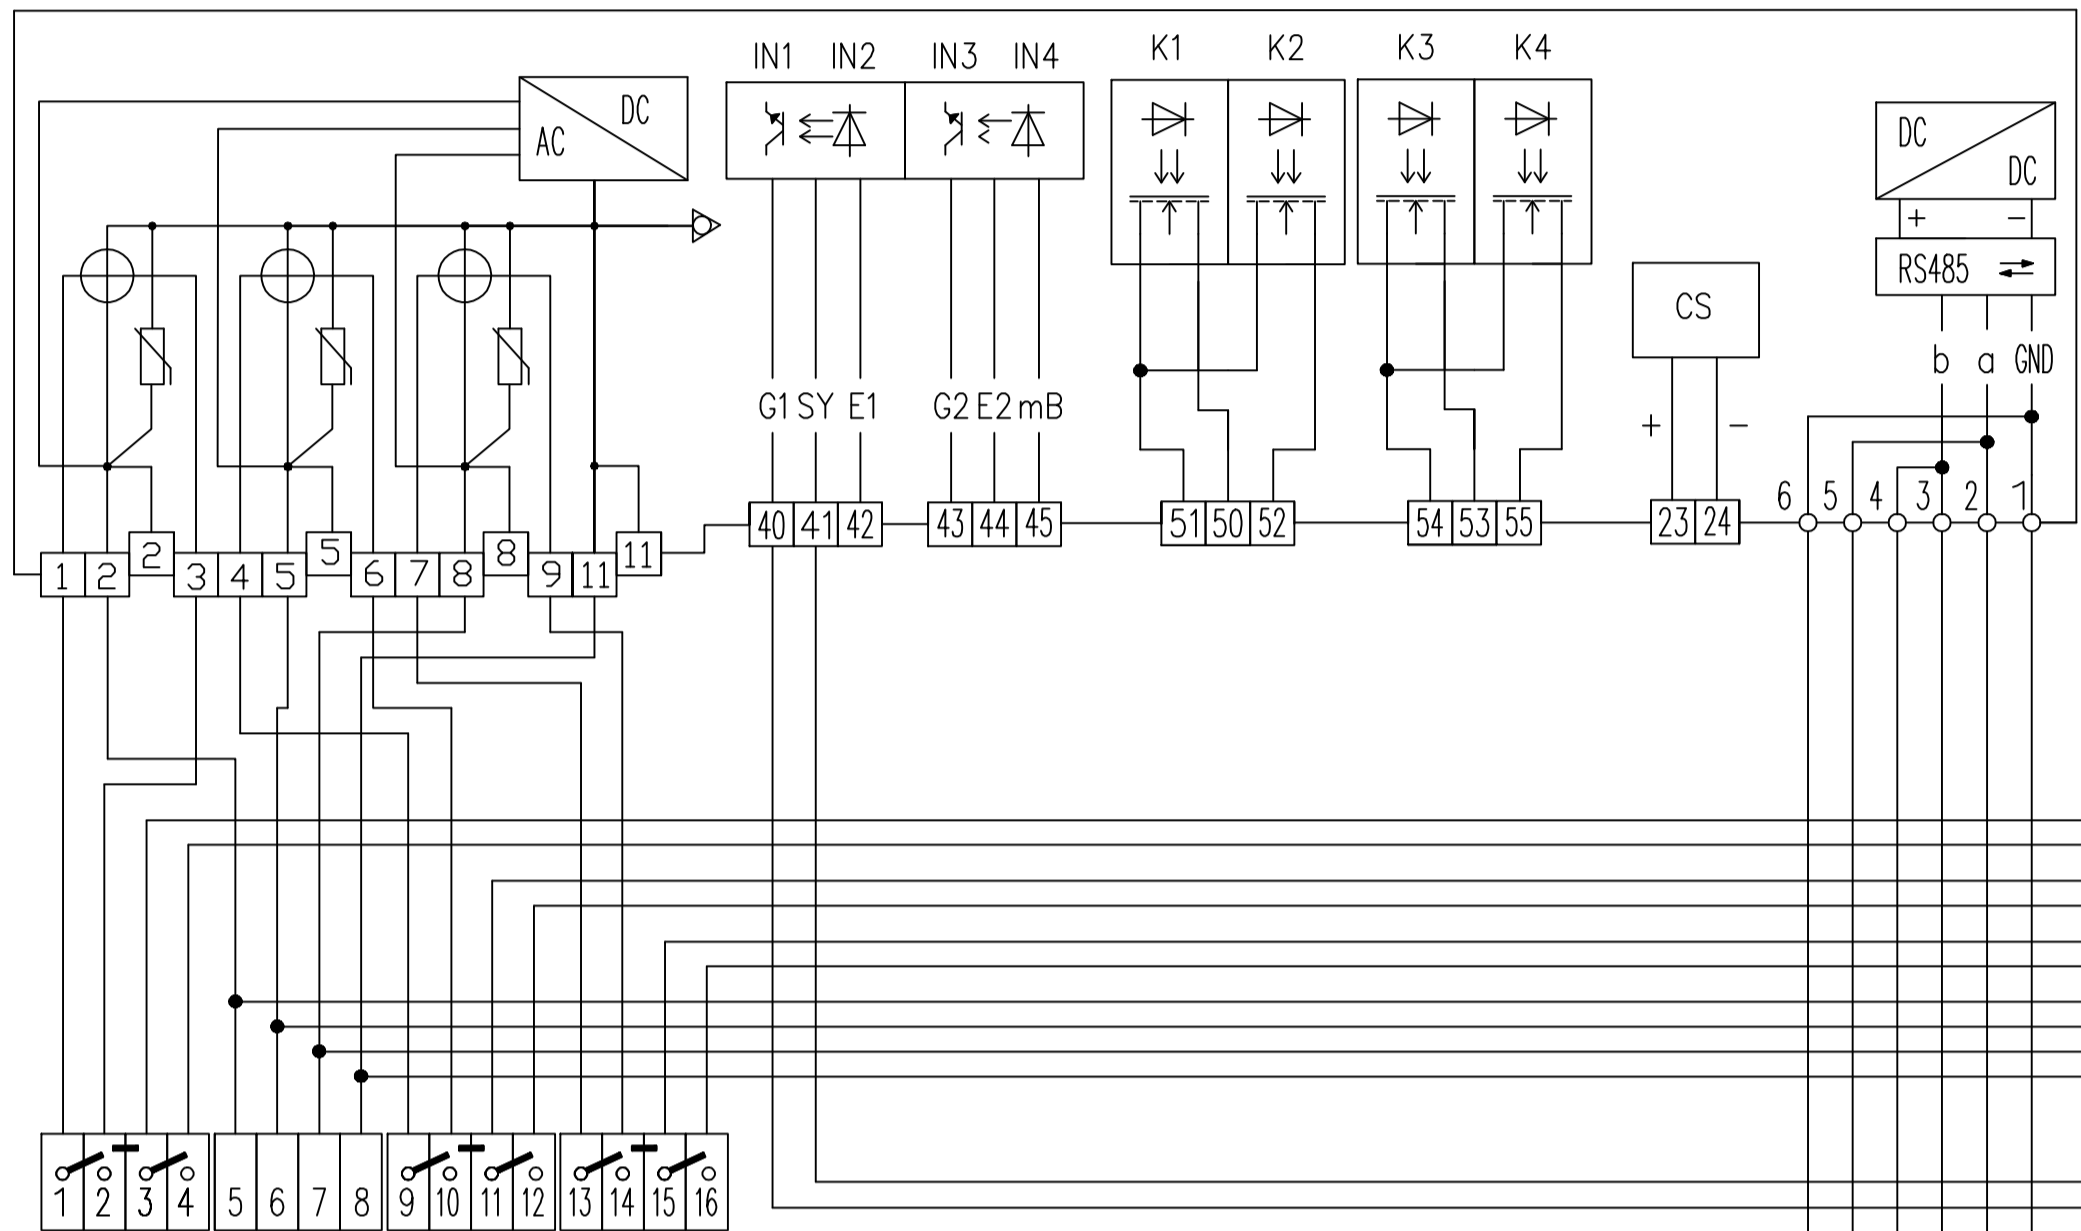 IN1 IN2 IN3 IN4 K1 K2 K3 K4
DC
AC
DC
DC
+ −
RS485
CS
b a GND
G1 SY E1 G2 E2 mB
+ −
6 5 4 3 2 1
40 41 42 43 44 45 51 50 52 54 53 55 23 24
2 5 8 11
1 2 3 4 5 6 7 8 9 11
1 2 3 4 5 6 7 8 9 10 11 12 13 14 15 16